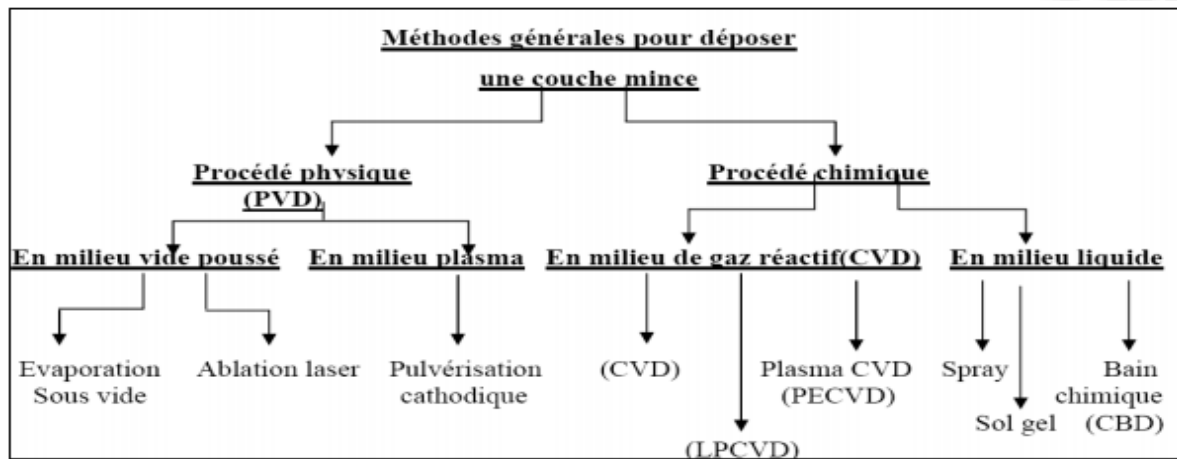 Méthodes générales pour déposer
une couche mince
Procédé physique
(PVD)
Procédé chimique
En milieu vide poussé
En milieu plasma
En milieu de gaz réactif(CVD)
En milieu liquide
Evaporation
Sous vide
Ablation laser
Pulvérisation
cathodique
(CVD)
(LPCVD)
Plasma CVD
(PECVD)
Spray
Sol gel
Bain
chimique
(CBD)